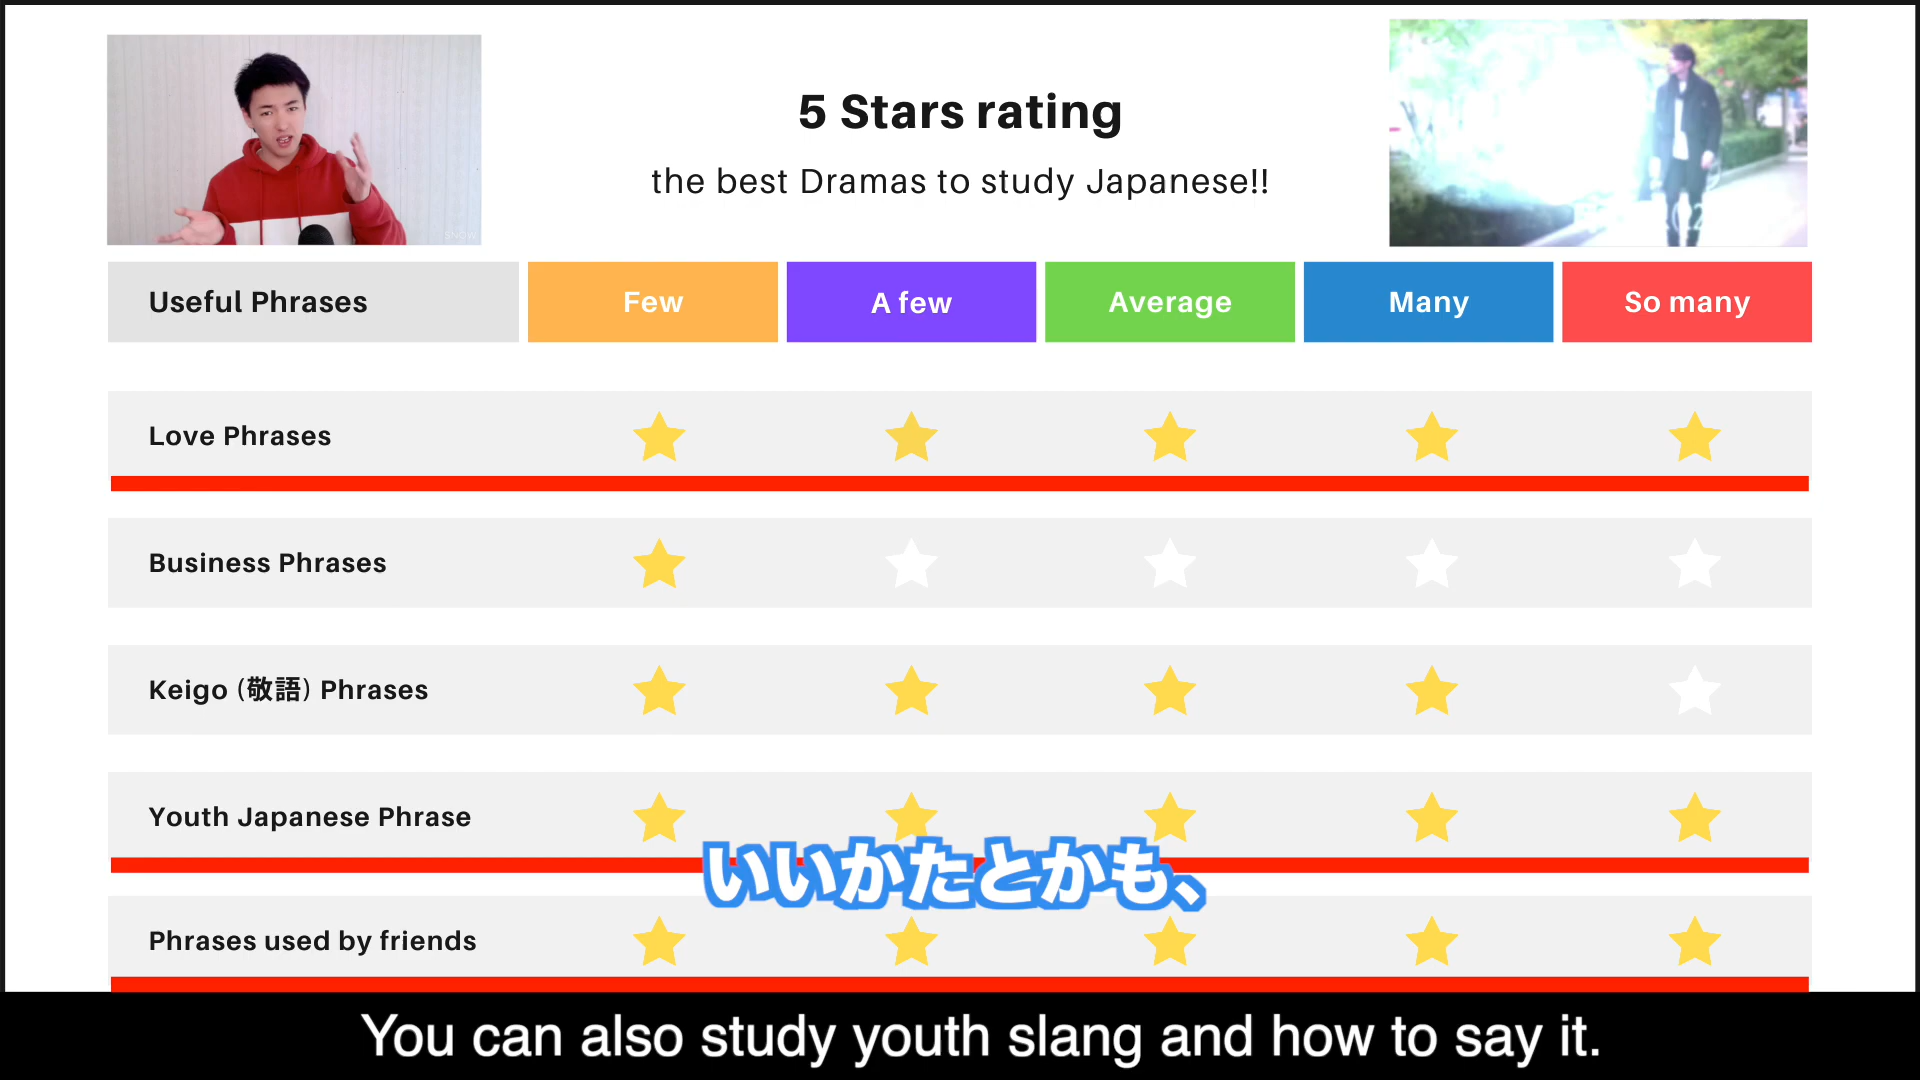 5 Stars rating
the best Dramas to study Japanese!!
SNOW
Useful Phrases Few A few Average Many So many
Love Phrases
Business Phrases
Keigo (敬語) Phrases
Youth Japanese Phrase
いいかたとかも、
Phrases used by friends
You can also study youth slang and how to say it.